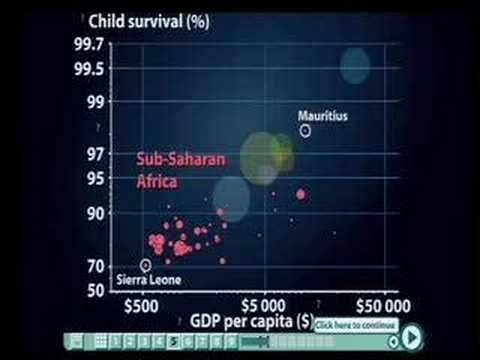 Child survival (%)
99.7
99.5
99
Mauritius
97
Sub-Saharan
Africa
95
90
70
Sierra Leone
50
$500
$5 000
$50 000
GDP per capita ($)
Click here to continue
1 2 3 4 5 6 7 8 9